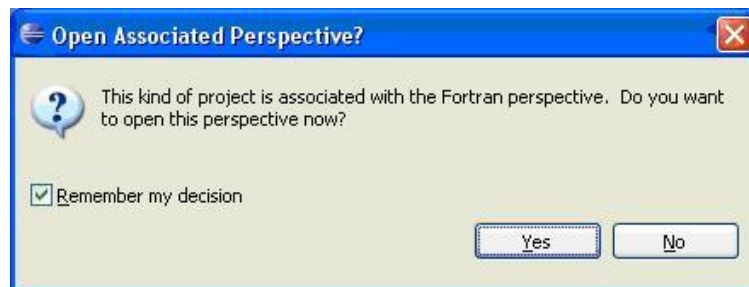 Open Associated Perspective?
This kind of project is associated with the Fortran perspective. Do you want
to open this perspective now?
Remember my decision
Yes No